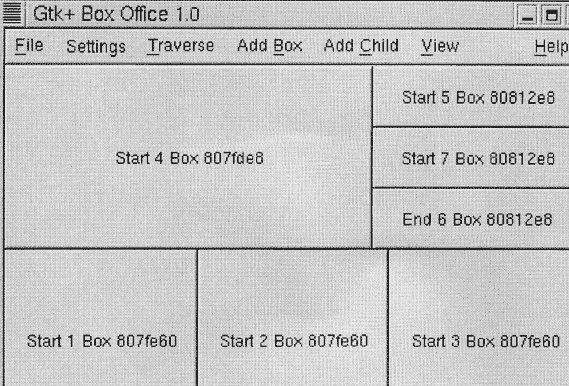 Gtk+ Box Office 1.0
File Settings Traverse Add Box Add Child View Help
Start 5 Box 80812e8
Start 4 Box 807fde8
Start 7 Box 80812e8
End 6 Box 80812e8
Start 1 Box 807fe60 Start 2 Box 807fe60 Start 3 Box 807fe60